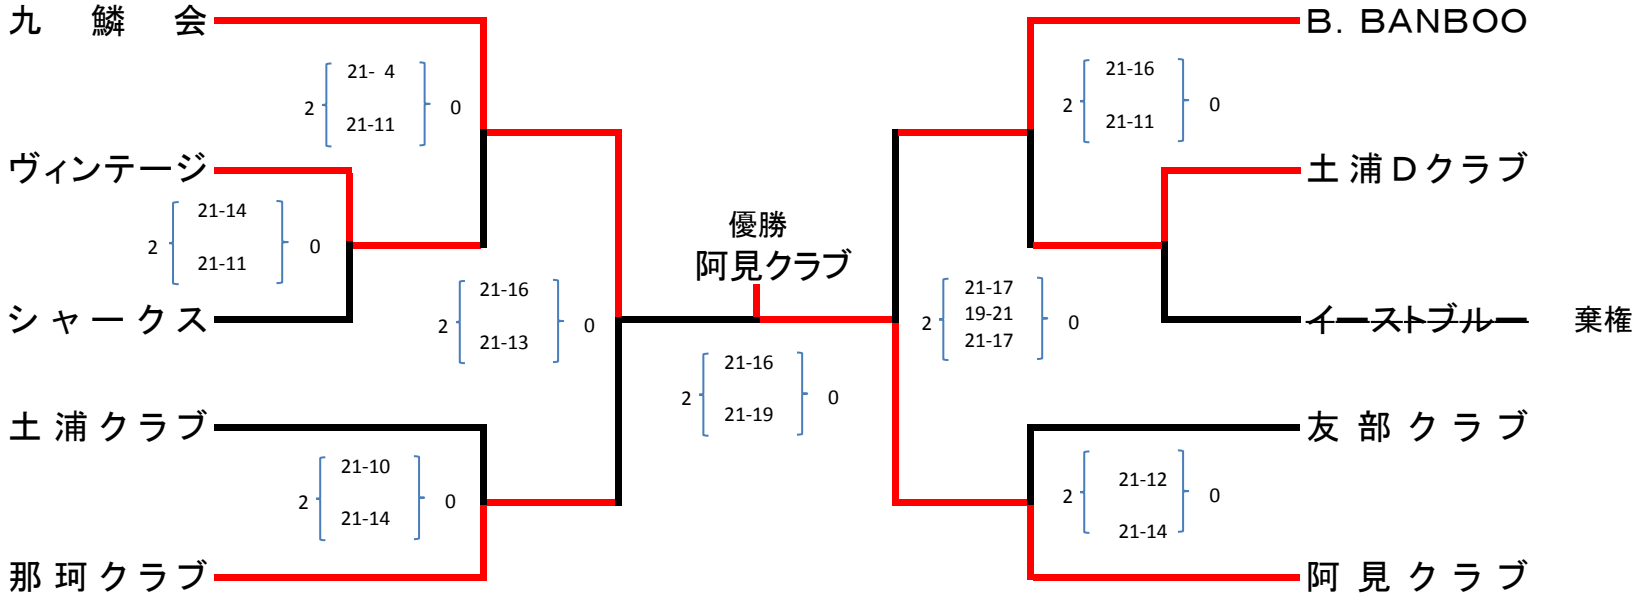 九 鱗 会
B. BANBOO
21- 4
2 0
21-11
21-16
2 0
21-11
ヴィンテージ
土浦Dクラブ
21-14
2 0
21-11
優勝
阿見クラブ
シャークス
21-16
2 0
21-13
21-17
19-21
2 0
21-17
イーストブルー 棄権
21-16
2 0
21-19
土浦クラブ
友部クラブ
21-10
2 0
21-14
21-12
2 0
21-14
那珂クラブ
阿見クラブ